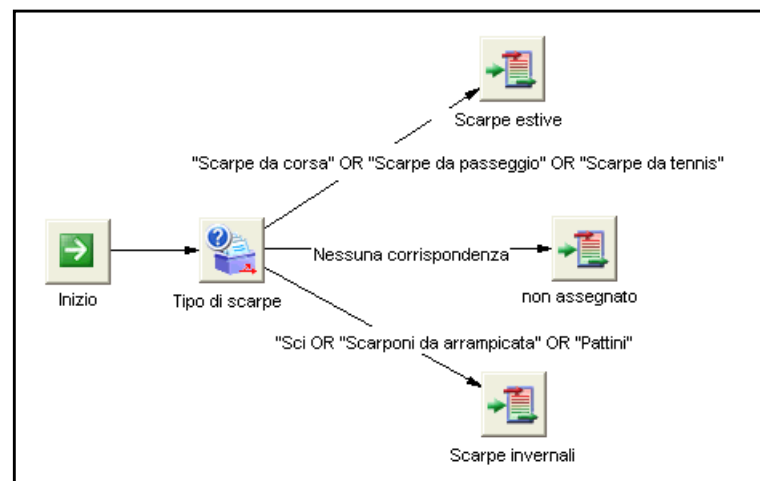 Scarpe estive
"Scarpe da corsa" OR "Scarpe da passeggio" OR "Scarpe da tennis"
Nessuna corrispondenza
Inizio
Tipo di scarpe
non assegnato
"Sci OR "Scarponi da arrampicata" OR "Pattini"
Scarpe invernali